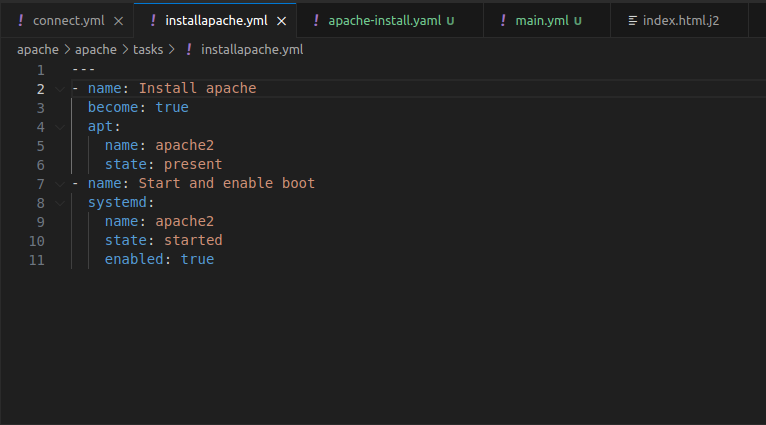 ! connect.yml × ! installapache.yml × ! apache-install.yaml U ! main.yml U index.html.j2
apache > apache > tasks > ! installapache.yml
1 ---
2 - name: Install apache
3   become: true
4   apt:
5     name: apache2
6     state: present
7 - name: Start and enable boot
8   systemd:
9     name: apache2
10     state: started
11     enabled: true